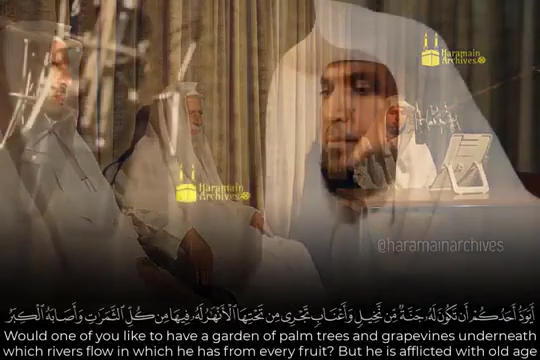 Haramain
Archives
Haramain
Archives
@haramainarchives
أَيَوَدُّ أَحَدُكُمْ أَن تَكُونَ لَهُۥ جَنَّةٌ مِّن نَّخِيلٍ وَأَعْنَابٍ تَجْرِى مِن تَحْتِهَا ٱلْأَنْهَٰرُ لَهُۥ فِيهَا مِن كُلِّ ٱلثَّمَرَٰتِ وَأَصَابَهُ ٱلْكِبَرُ
Would one of you like to have a garden of palm trees and grapevines underneath
which rivers flow in which he has from every fruit? But he is afflicted with old age